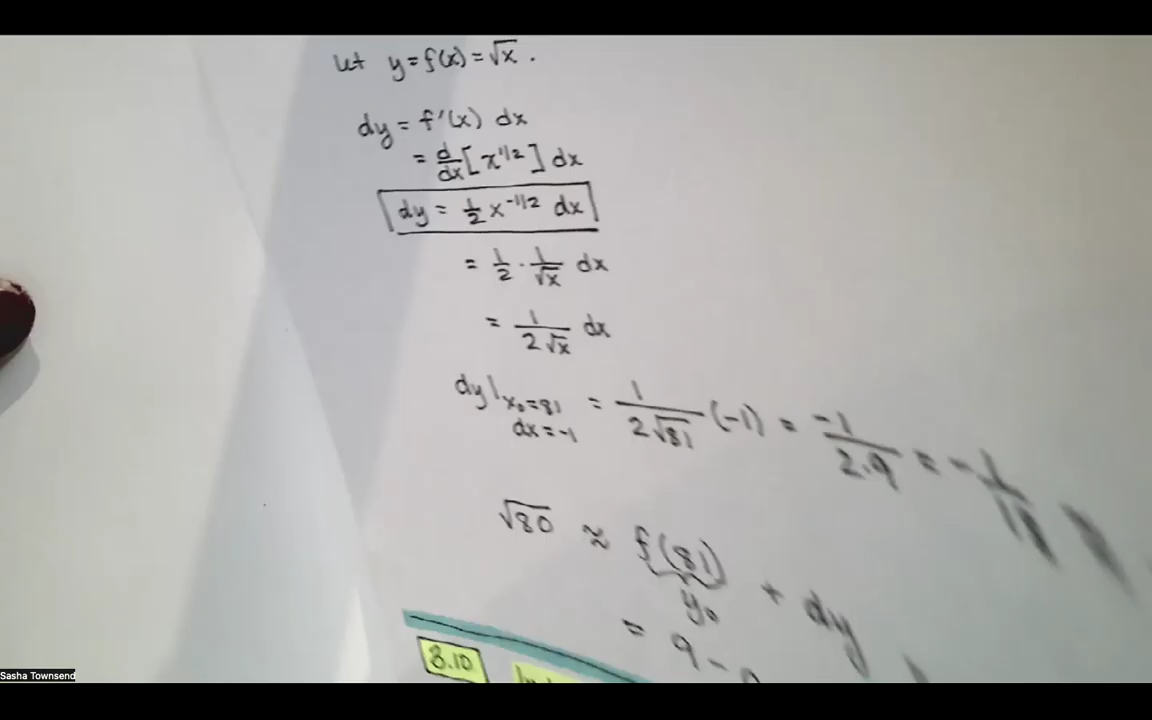 Let y = f(x) = √x .
dy = f'(x) dx
= d/dx [x^1/2] dx
dy = 1/2 x^-1/2 dx
= 1/2 · 1/√x dx
= 1/(2√x) dx
dy|x₀=81 dx=-1 = 1/(2√81) (-1) = -1/(2·9) = -1/18
√80 ≈ f(81) + dy
y₀
= 9 -
8.10
Sasha Townsend